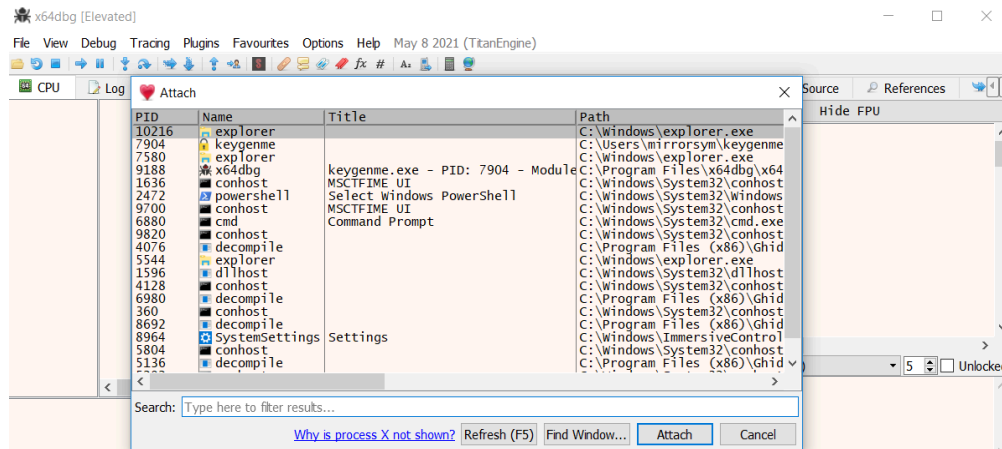 x64dbg [Elevated]
File View Debug Tracing Plugins Favourites Options Help May 8 2021 (TitanEngine)
CPU Log Source References
Hide FPU
Attach
PID Name Title Path
10216 explorer C:\Windows\explorer.exe
7904 keygenme C:\Users\mirrorsym\keygenme
7580 explorer C:\Windows\explorer.exe
9188 x64dbg keygenme.exe - PID: 7904 - Module C:\Program Files\x64dbg\x64
1636 conhost MSCTFIME UI C:\Windows\System32\conhost
2472 powershell Select Windows PowerShell C:\Windows\System32\Windows
9700 conhost MSCTFIME UI C:\Windows\System32\conhost
6880 cmd Command Prompt C:\Windows\System32\cmd.exe
9820 conhost C:\Windows\System32\conhost
4076 decompile C:\Program Files (x86)\Ghid
5544 explorer C:\Windows\explorer.exe
1596 dllhost C:\Windows\System32\dllhost
4128 conhost C:\Windows\System32\conhost
6980 decompile C:\Program Files (x86)\Ghid
360 conhost C:\Windows\System32\conhost
8692 decompile C:\Program Files (x86)\Ghid
8964 SystemSettings Settings C:\Windows\ImmersiveControl
5804 conhost C:\Windows\System32\conhost
5136 decompile C:\Program Files (x86)\Ghid
5 Unlocke
Search: Type here to filter results...
Why is process X not shown? Refresh (F5) Find Window... Attach Cancel